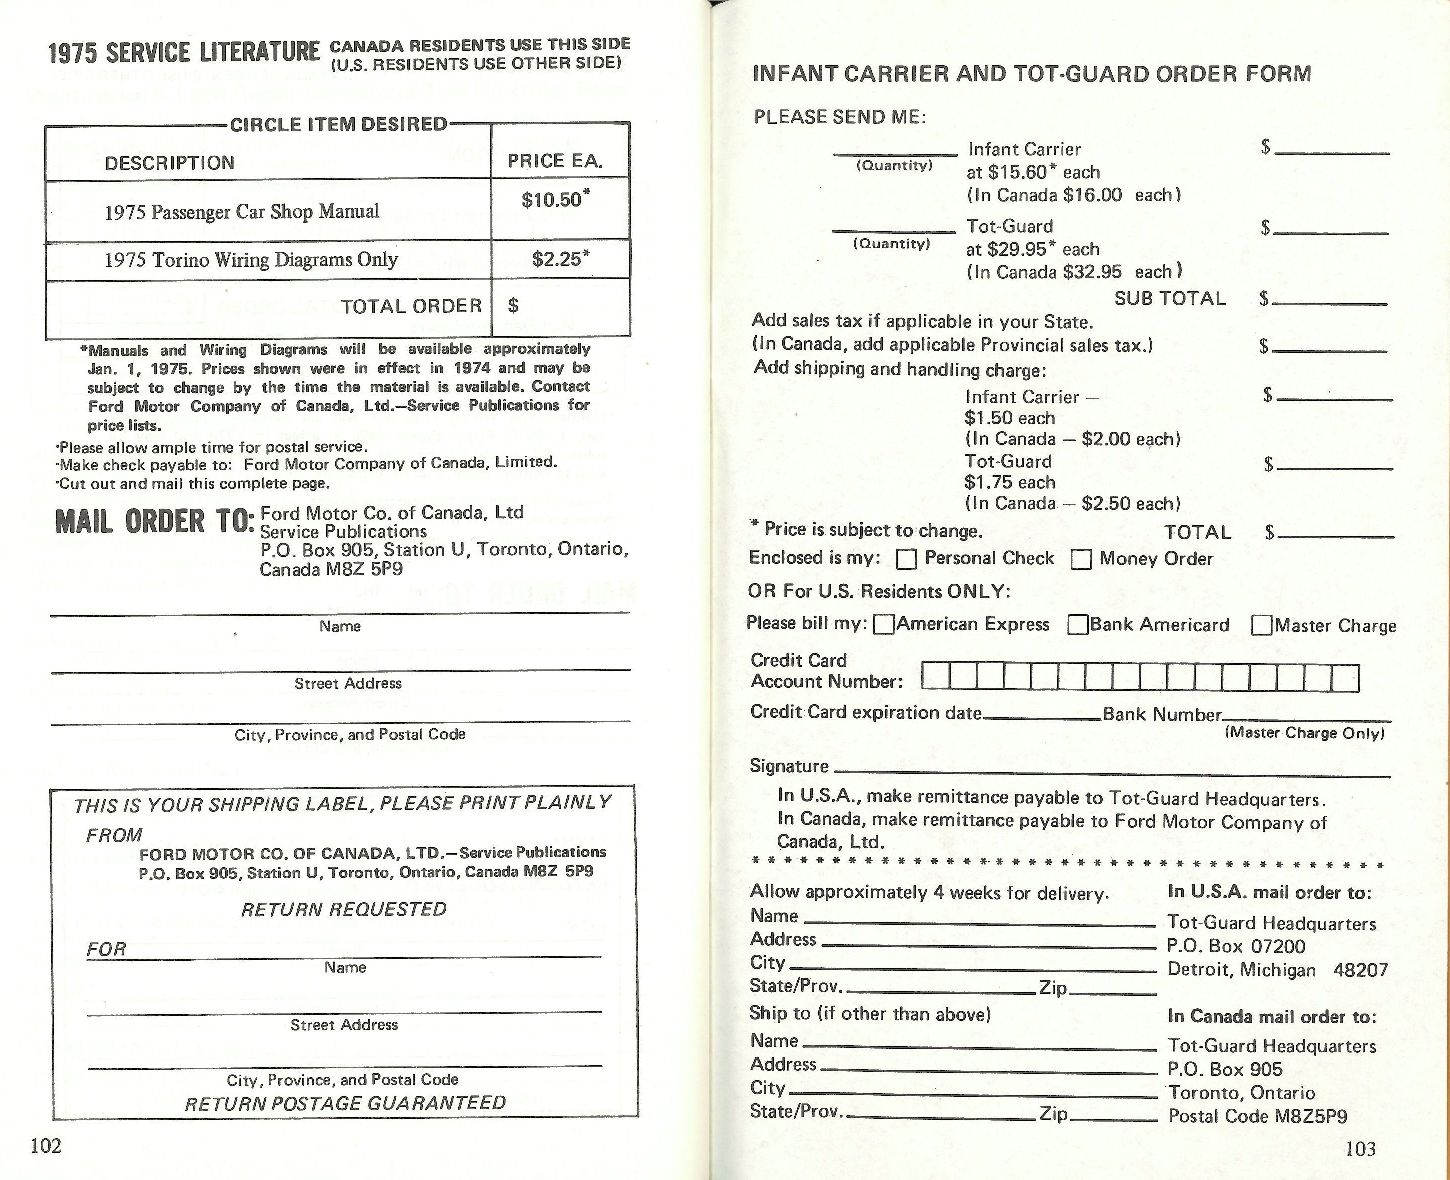 1975 SERVICE LITERATURE CANADA RESIDENTS USE THIS SIDE
(U.S. RESIDENTS USE OTHER SIDE)
CIRCLE ITEM DESIRED
DESCRIPTION PRICE EA.
1975 Passenger Car Shop Manual $10.50*
1975 Torino Wiring Diagrams Only $2.25*
TOTAL ORDER $
*Manuals and Wiring Diagrams will be available approximately
Jan. 1, 1975. Prices shown were in effect in 1974 and may be
subject to change by the time the material is available. Contact
Ford Motor Company of Canada, Ltd.—Service Publications for
price lists.
·Please allow ample time for postal service.
·Make check payable to: Ford Motor Company of Canada, Limited.
·Cut out and mail this complete page.
MAIL ORDER TO: Ford Motor Co. of Canada, Ltd
Service Publications
P.O. Box 905, Station U, Toronto, Ontario,
Canada M8Z 5P9
Name
Street Address
City, Province, and Postal Code
THIS IS YOUR SHIPPING LABEL, PLEASE PRINT PLAINLY
FROM
FORD MOTOR CO. OF CANADA, LTD.—Service Publications
P.O. Box 905, Station U, Toronto, Ontario, Canada M8Z 5P9
RETURN REQUESTED
FOR
Name
Street Address
City, Province, and Postal Code
RETURN POSTAGE GUARANTEED
102
INFANT CARRIER AND TOT-GUARD ORDER FORM
PLEASE SEND ME:
Infant Carrier $
(Quantity) at $15.60* each
(In Canada $16.00 each)
Tot-Guard $
(Quantity) at $29.95* each
(In Canada $32.95 each)
SUB TOTAL $
Add sales tax if applicable in your State.
(In Canada, add applicable Provincial sales tax.) $
Add shipping and handling charge:
Infant Carrier — $
$1.50 each
(In Canada — $2.00 each)
Tot-Guard $
$1.75 each
(In Canada — $2.50 each)
* Price is subject to change. TOTAL $
Enclosed is my: Personal Check Money Order
OR For U.S. Residents ONLY:
Please bill my: American Express Bank Americard Master Charge
Credit Card
Account Number:
Credit Card expiration date Bank Number
(Master Charge Only)
Signature
In U.S.A., make remittance payable to Tot-Guard Headquarters.
In Canada, make remittance payable to Ford Motor Company of
Canada, Ltd.
* * * * * * * * * * * * * * * * * * * * * * * * * * * * * * * * * * * * * * *
Allow approximately 4 weeks for delivery. In U.S.A. mail order to:
Name Tot-Guard Headquarters
Address P.O. Box 07200
City Detroit, Michigan 48207
State/Prov. Zip
Ship to (if other than above) In Canada mail order to:
Name Tot-Guard Headquarters
Address P.O. Box 905
City Toronto, Ontario
State/Prov. Zip Postal Code M8Z5P9
103